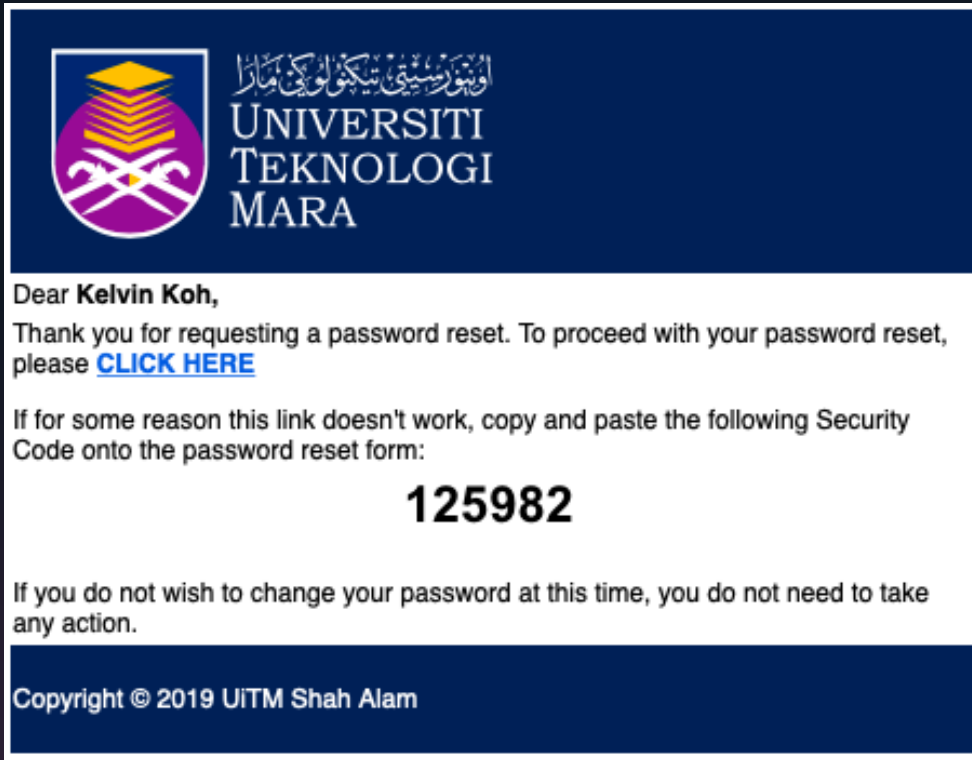 اونيۏرسيتي تيكنولوݢي مارا
UNIVERSITI
TEKNOLOGI
MARA
Dear Kelvin Koh,
Thank you for requesting a password reset. To proceed with your password reset,
please CLICK HERE
If for some reason this link doesn't work, copy and paste the following Security
Code onto the password reset form:
125982
If you do not wish to change your password at this time, you do not need to take
any action.
Copyright © 2019 UiTM Shah Alam